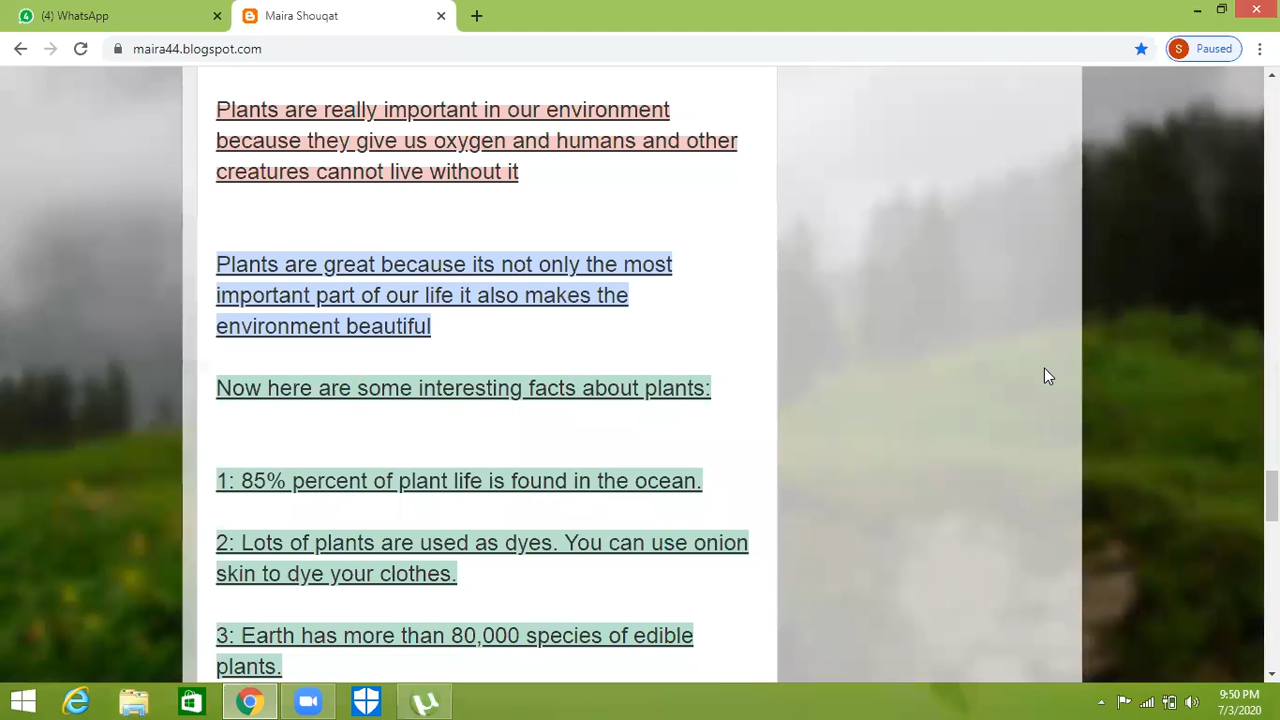 (4) WhatsApp
Maira Shouqat
maira44.blogspot.com
S Paused
Plants are really important in our environment
because they give us oxygen and humans and other
creatures cannot live without it
Plants are great because its not only the most
important part of our life it also makes the
environment beautiful
Now here are some interesting facts about plants:
1: 85% percent of plant life is found in the ocean.
2: Lots of plants are used as dyes. You can use onion
skin to dye your clothes.
3: Earth has more than 80,000 species of edible
plants.
9:50 PM
7/3/2020